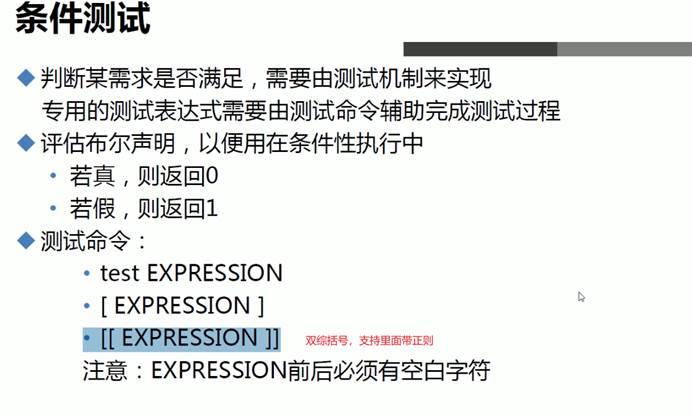 条件测试
◆ 判断某需求是否满足，需要由测试机制来实现
专用的测试表达式需要由测试命令辅助完成测试过程
◆ 评估布尔声明，以便用在条件性执行中
• 若真，则返回0
• 若假，则返回1
◆ 测试命令：
• test EXPRESSION
• [ EXPRESSION ]
• [[ EXPRESSION ]] 双综括号，支持里面带正则
注意：EXPRESSION前后必须有空白字符